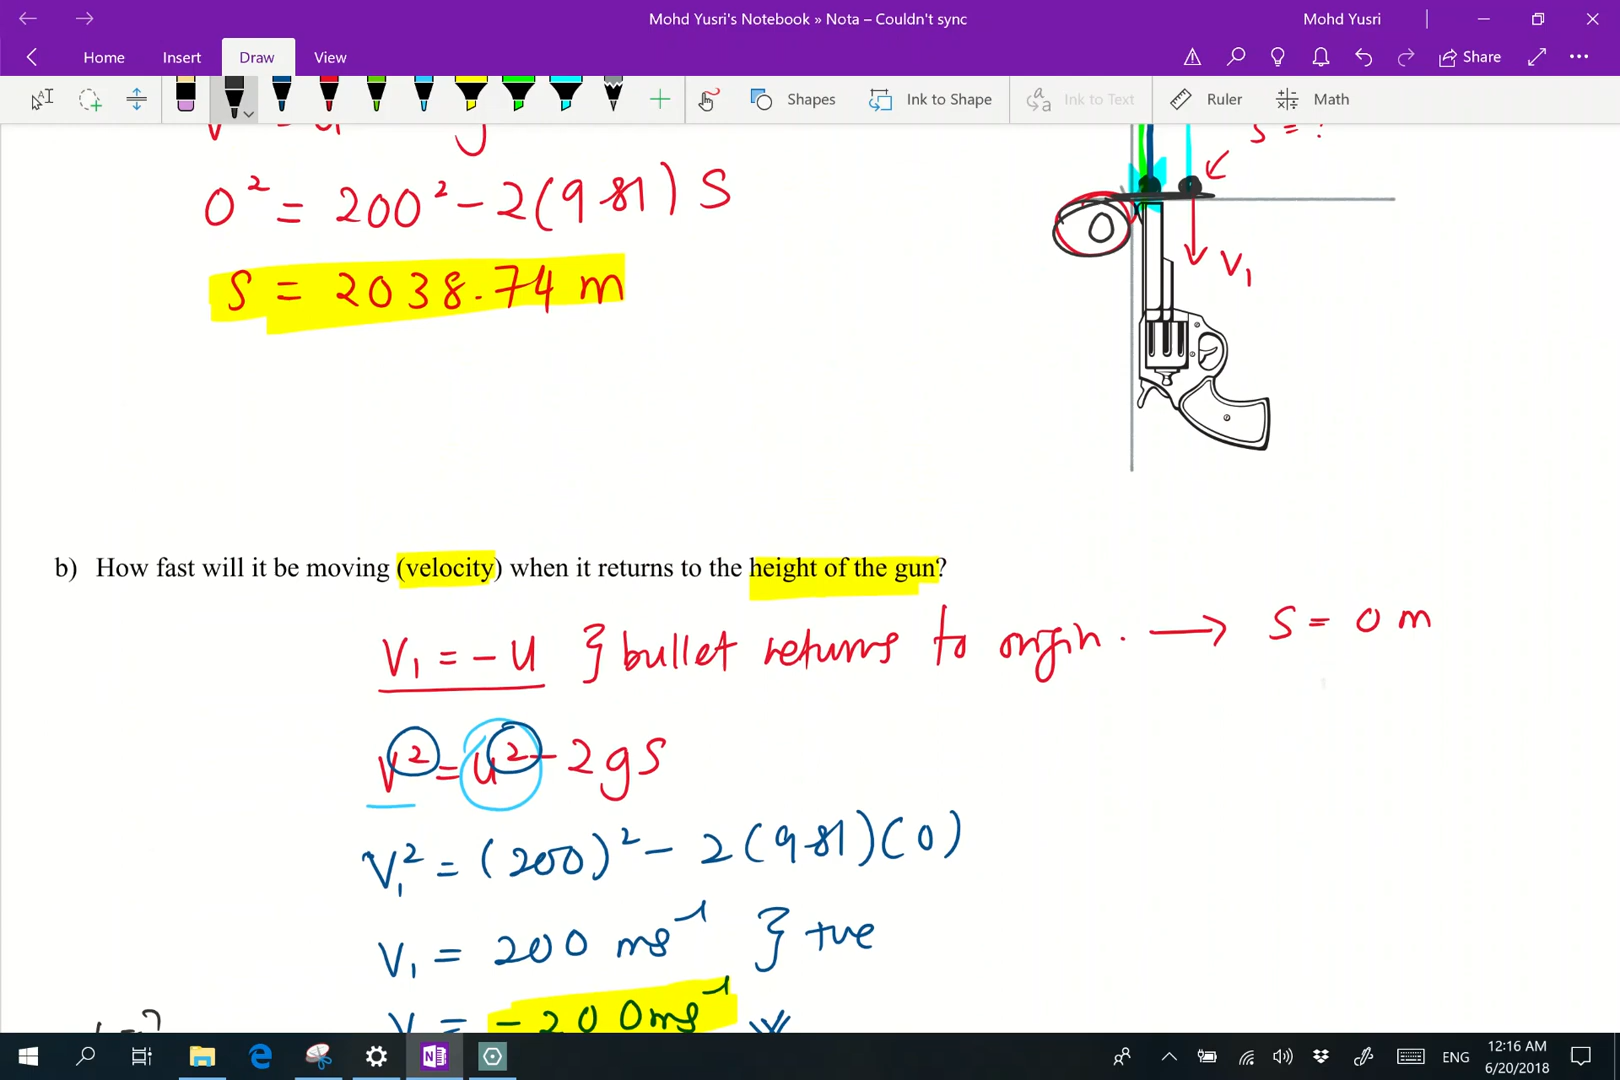 Mohd Yusri's Notebook » Nota – Couldn't sync
Mohd Yusri
Home Insert Draw View
Share
Shapes Ink to Shape Ink to Text Ruler Math
S = ?
0² = 200² - 2(9.81) S
S = 2038.74 m
0
V₁
b) How fast will it be moving (velocity) when it returns to the height of the gun?
V₁ = - u } bullet returns to origin. → S = 0 m
V² = u² - 2gS
V₁² = (200)² - 2(9.81)(0)
V₁ = 200 ms⁻¹ } +ve
V = - 200ms⁻¹
ENG
12:16 AM
6/20/2018